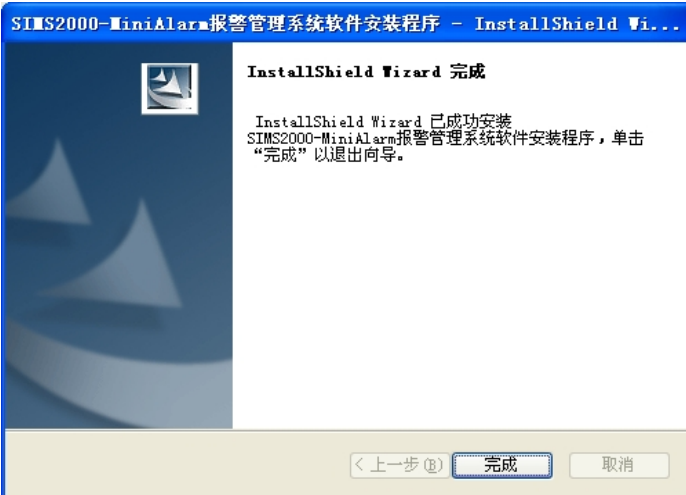 SIMS2000-MiniAlarm报警管理系统软件安装程序 - InstallShield Wi...
InstallShield Wizard 完成
InstallShield Wizard 已成功安装
SIMS2000-MiniAlarm报警管理系统软件安装程序，单击
“完成”以退出向导。
<上一步(B) 完成 取消